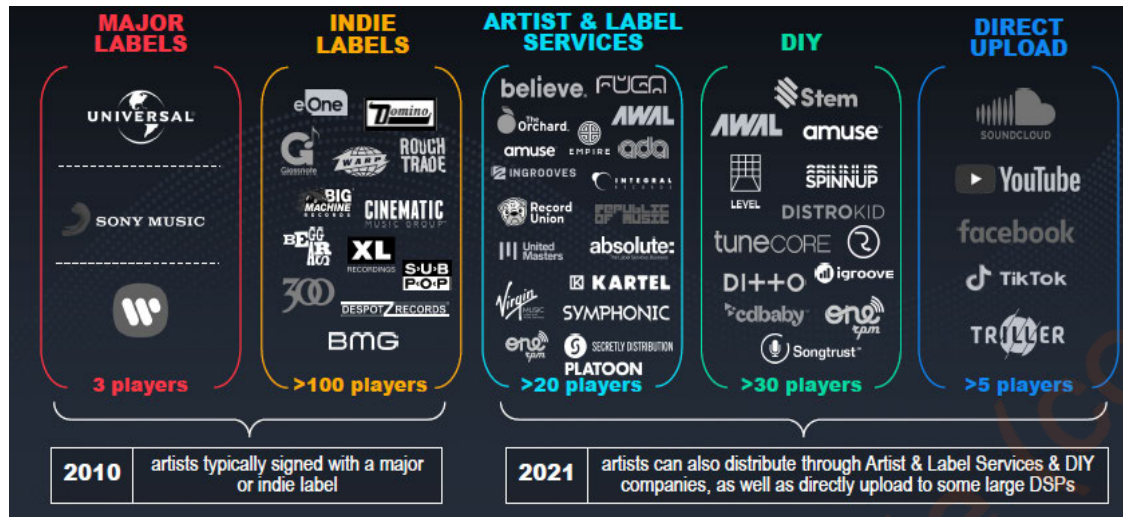 MAJOR
LABELS
INDIE
LABELS
ARTIST & LABEL
SERVICES
DIY
DIRECT
UPLOAD
UNIVERSAL
SONY MUSIC
3 players
eOne
Domino
Glassnote
WARP
ROUGH
TRADE
BIG
MACHINE
RECORDS
CINEMATIC
MUSIC GROUP
BEGGARS
XL
RECORDINGS
SUB
POP
300
DESPOTZ RECORDS
BMG
>100 players
believe.
FUGA
The
Orchard.
EMPIRE
AWAL
amuse
ada
INGROOVES
INTEGRAL
Record
Union
REPUBLIC
OF MUSIC
United
Masters
absolute:
Virgin
MUSIC
KARTEL
SYMPHONIC
one
rpm
SECRETLY DISTRIBUTION
PLATOON
>20 players
Stem
AWAL
amuse
LEVEL
SPINNUP
DISTROKID
tunecore
R
DI++O
igroove
cdbaby
one
rpm
Songtrust
>30 players
SOUNDCLOUD
YouTube
facebook
TikTok
TRILLER
>5 players
2010
artists typically signed with a major
or indie label
2021
artists can also distribute through Artist & Label Services & DIY
companies, as well as directly upload to some large DSPs